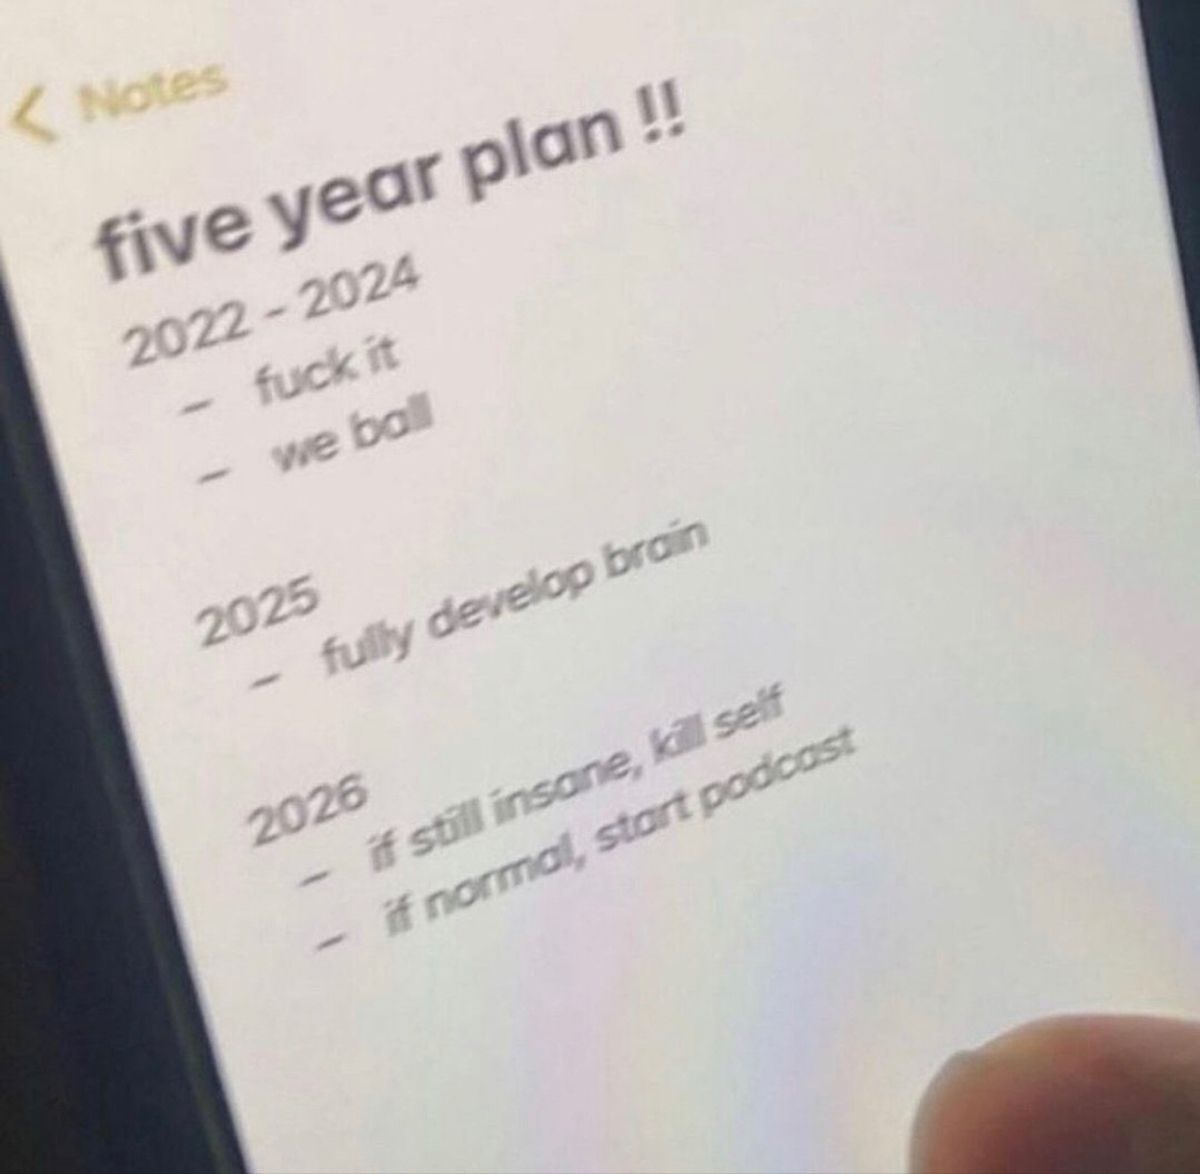 Notes
five year plan !!
2022 - 2024
- fuck it
- we ball
2025
- fully develop brain
2026
- if still insane, kill self
- if normal, start podcast